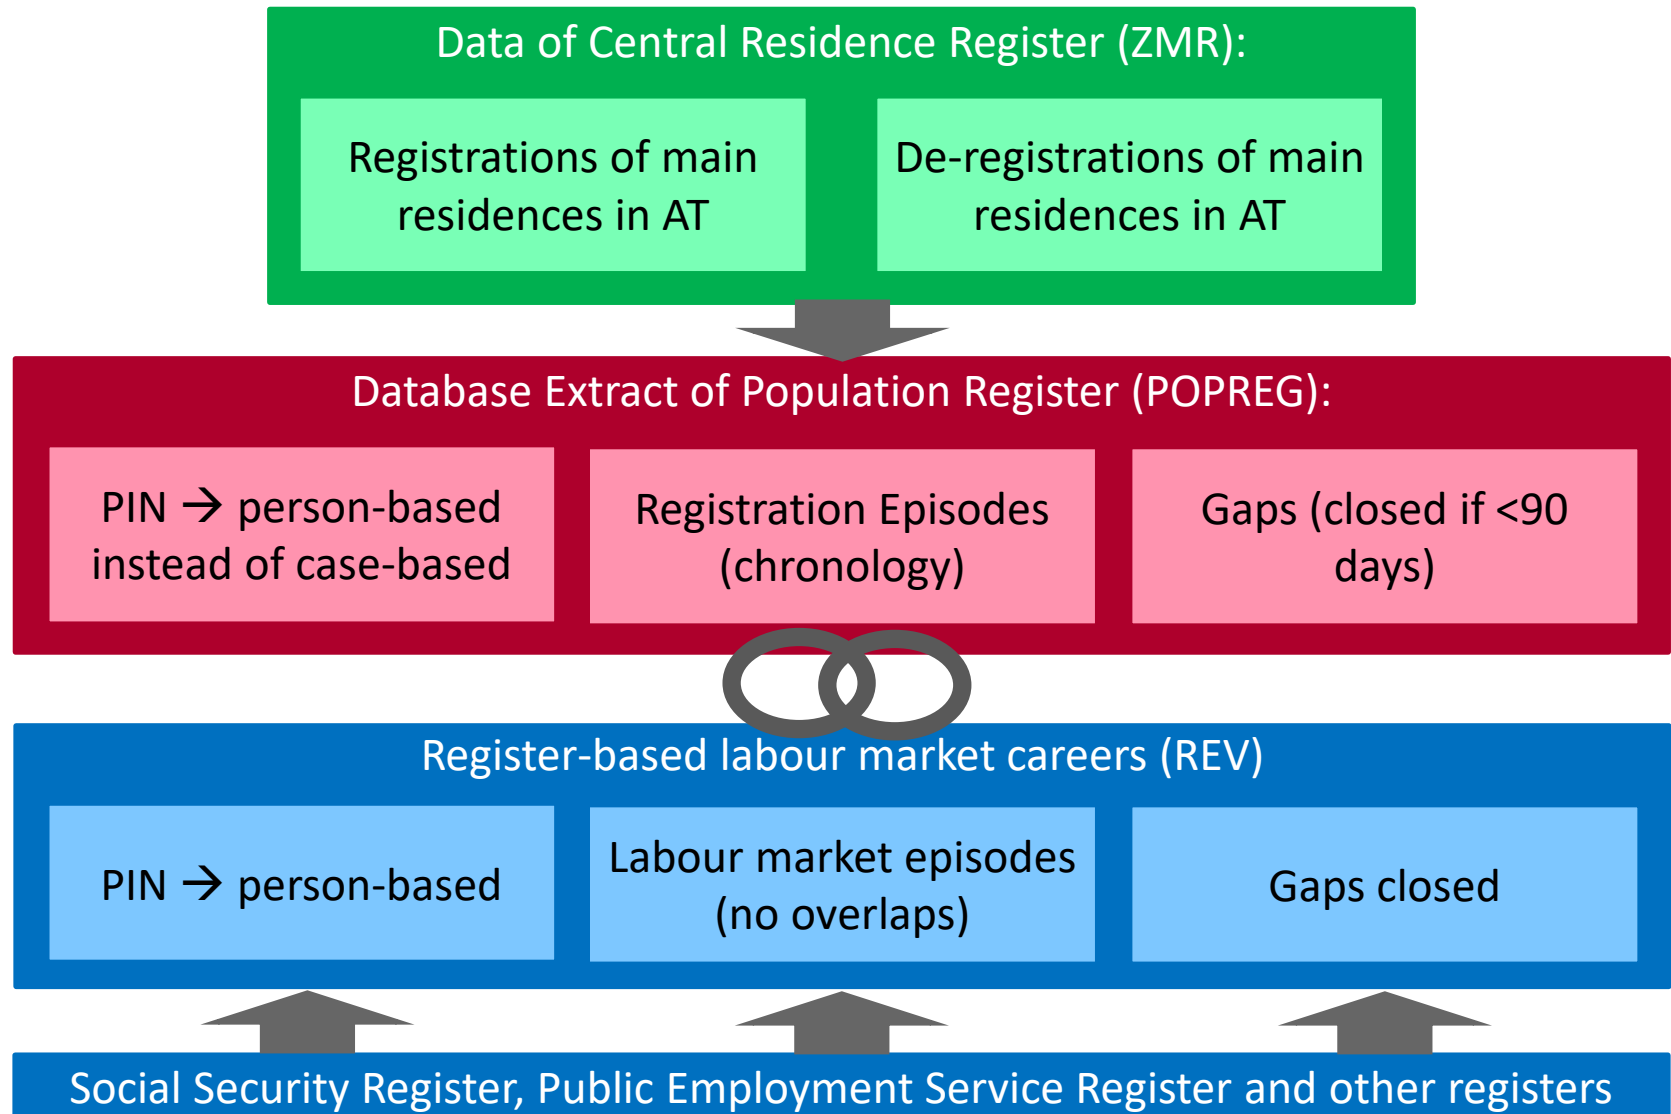 Data of Central Residence Register (ZMR):
Registrations of main
residences in AT
De-registrations of main
residences in AT
Database Extract of Population Register (POPREG):
PIN → person-based
instead of case-based
Registration Episodes
(chronology)
Gaps (closed if <90
days)
Register-based labour market careers (REV)
PIN → person-based
Labour market episodes
(no overlaps)
Gaps closed
Social Security Register, Public Employment Service Register and other registers